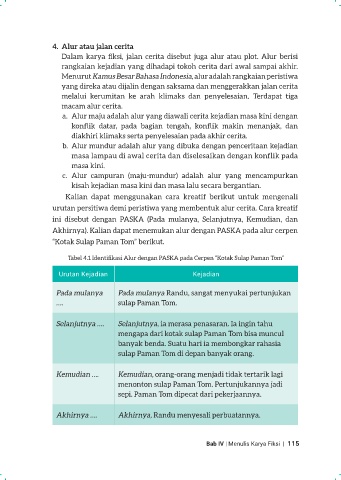 4. Alur atau jalan cerita
Dalam karya fiksi, jalan cerita disebut juga alur atau plot. Alur berisi
rangkaian kejadian yang dihadapi tokoh cerita dari awal sampai akhir.
Menurut Kamus Besar Bahasa Indonesia, alur adalah rangkaian peristiwa
yang direka atau dijalin dengan saksama dan menggerakkan jalan cerita
melalui kerumitan ke arah klimaks dan penyelesaian. Terdapat tiga
macam alur cerita.
a. Alur maju adalah alur yang diawali cerita kejadian masa kini dengan
konflik datar, pada bagian tengah, konflik makin menanjak, dan
diakhiri klimaks serta penyelesaian pada akhir cerita.
b. Alur mundur adalah alur yang dibuka dengan penceritaan kejadian
masa lampau di awal cerita dan diselesaikan dengan konflik pada
masa kini.
c. Alur campuran (maju-mundur) adalah alur yang mencampurkan
kisah kejadian masa kini dan masa lalu secara bergantian.
Kalian dapat menggunakan cara kreatif berikut untuk mengenali
urutan persitiwa demi peristiwa yang membentuk alur cerita. Cara kreatif
ini disebut dengan PASKA (Pada mulanya, Selanjutnya, Kemudian, dan
Akhirnya). Kalian dapat menemukan alur dengan PASKA pada alur cerpen
"Kotak Sulap Paman Tom" berikut.
Tabel 4.1 Identifikasi Alur dengan PASKA pada Cerpen "Kotak Sulap Paman Tom"
Urutan Kejadian Kejadian
Pada mulanya Pada mulanya Randu, sangat menyukai pertunjukan
.... sulap Paman Tom.
Selanjutnya .... Selanjutnya, ia merasa penasaran. Ia ingin tahu
mengapa dari kotak sulap Paman Tom bisa muncul
banyak benda. Suatu hari ia membongkar rahasia
sulap Paman Tom di depan banyak orang.
Kemudian .... Kemudian, orang-orang menjadi tidak tertarik lagi
menonton sulap Paman Tom. Pertunjukannya jadi
sepi. Paman Tom dipecat dari pekerjaannya.
Akhirnya .... Akhirnya, Randu menyesali perbuatannya.
Bab IV | Menulis Karya Fiksi | 115